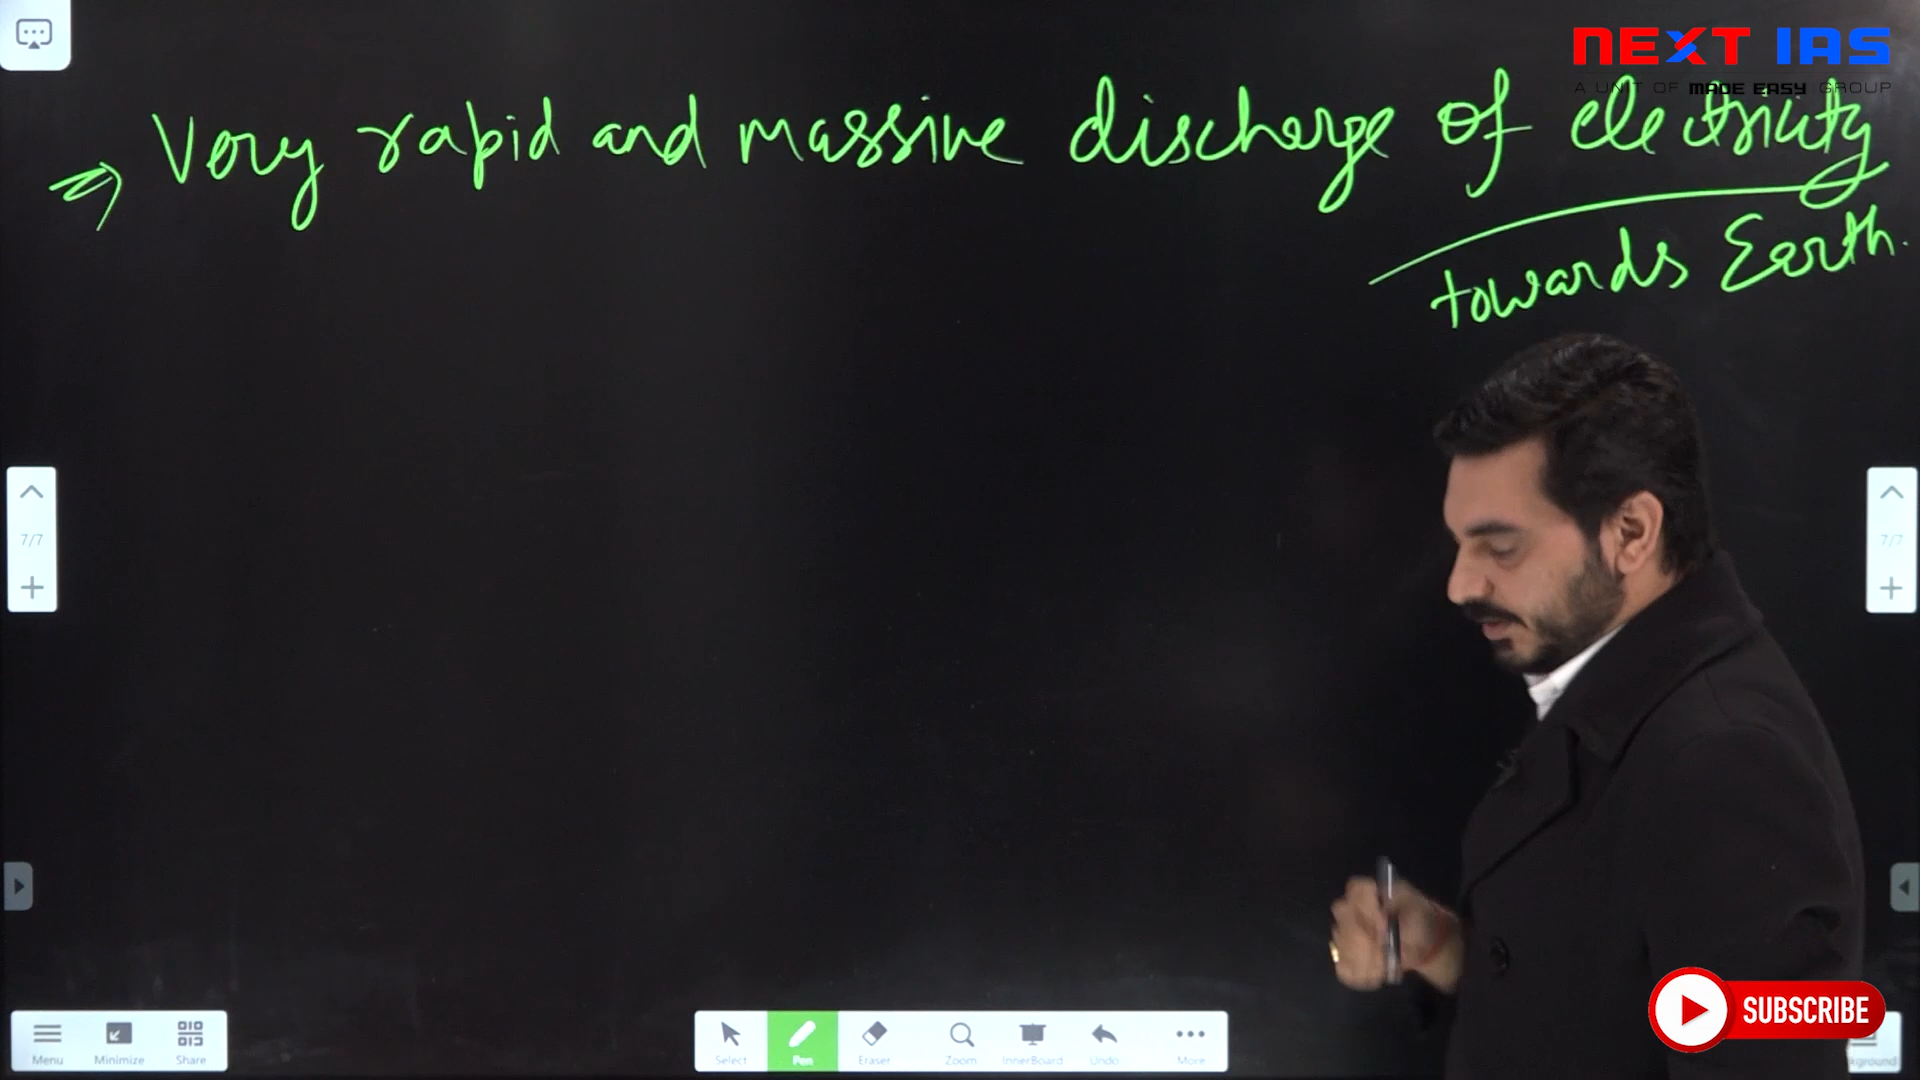 NEXT IAS
A UNIT OF MADE EASY GROUP
⇒ Very rapid and massive discharge of electricity
towards Earth.
7/7
7/7
Menu
Minimize
Share
Select
Pen
Eraser
Zoom
InnerBoard
Undo
More
SUBSCRIBE
kground